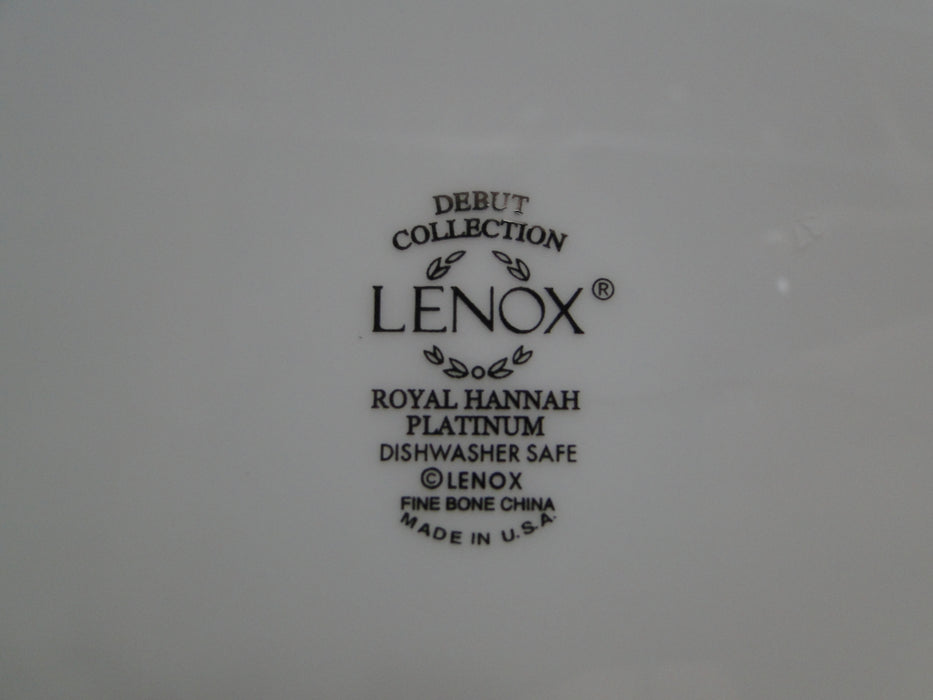 DEBUT
COLLECTION
LENOX®
ROYAL HANNAH
PLATINUM
DISHWASHER SAFE
©LENOX
FINE BONE CHINA
MADE IN U.S.A.